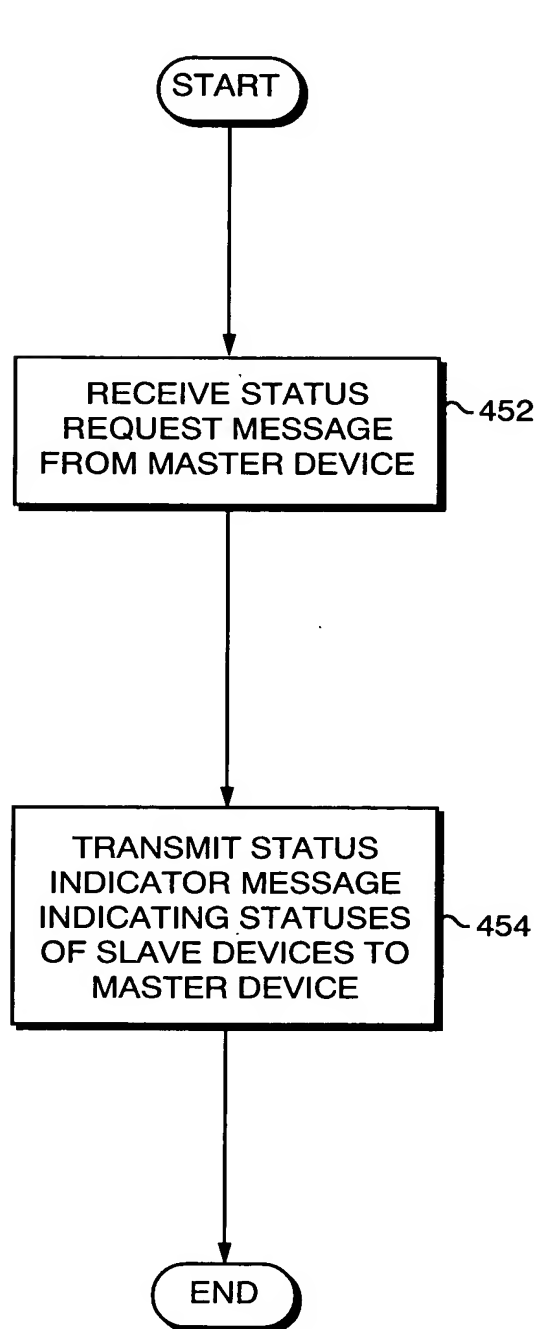 START
RECEIVE STATUS
REQUEST MESSAGE
FROM MASTER DEVICE
452
TRANSMIT STATUS
INDICATOR MESSAGE
INDICATING STATUSES
OF SLAVE DEVICES TO
MASTER DEVICE
454
END